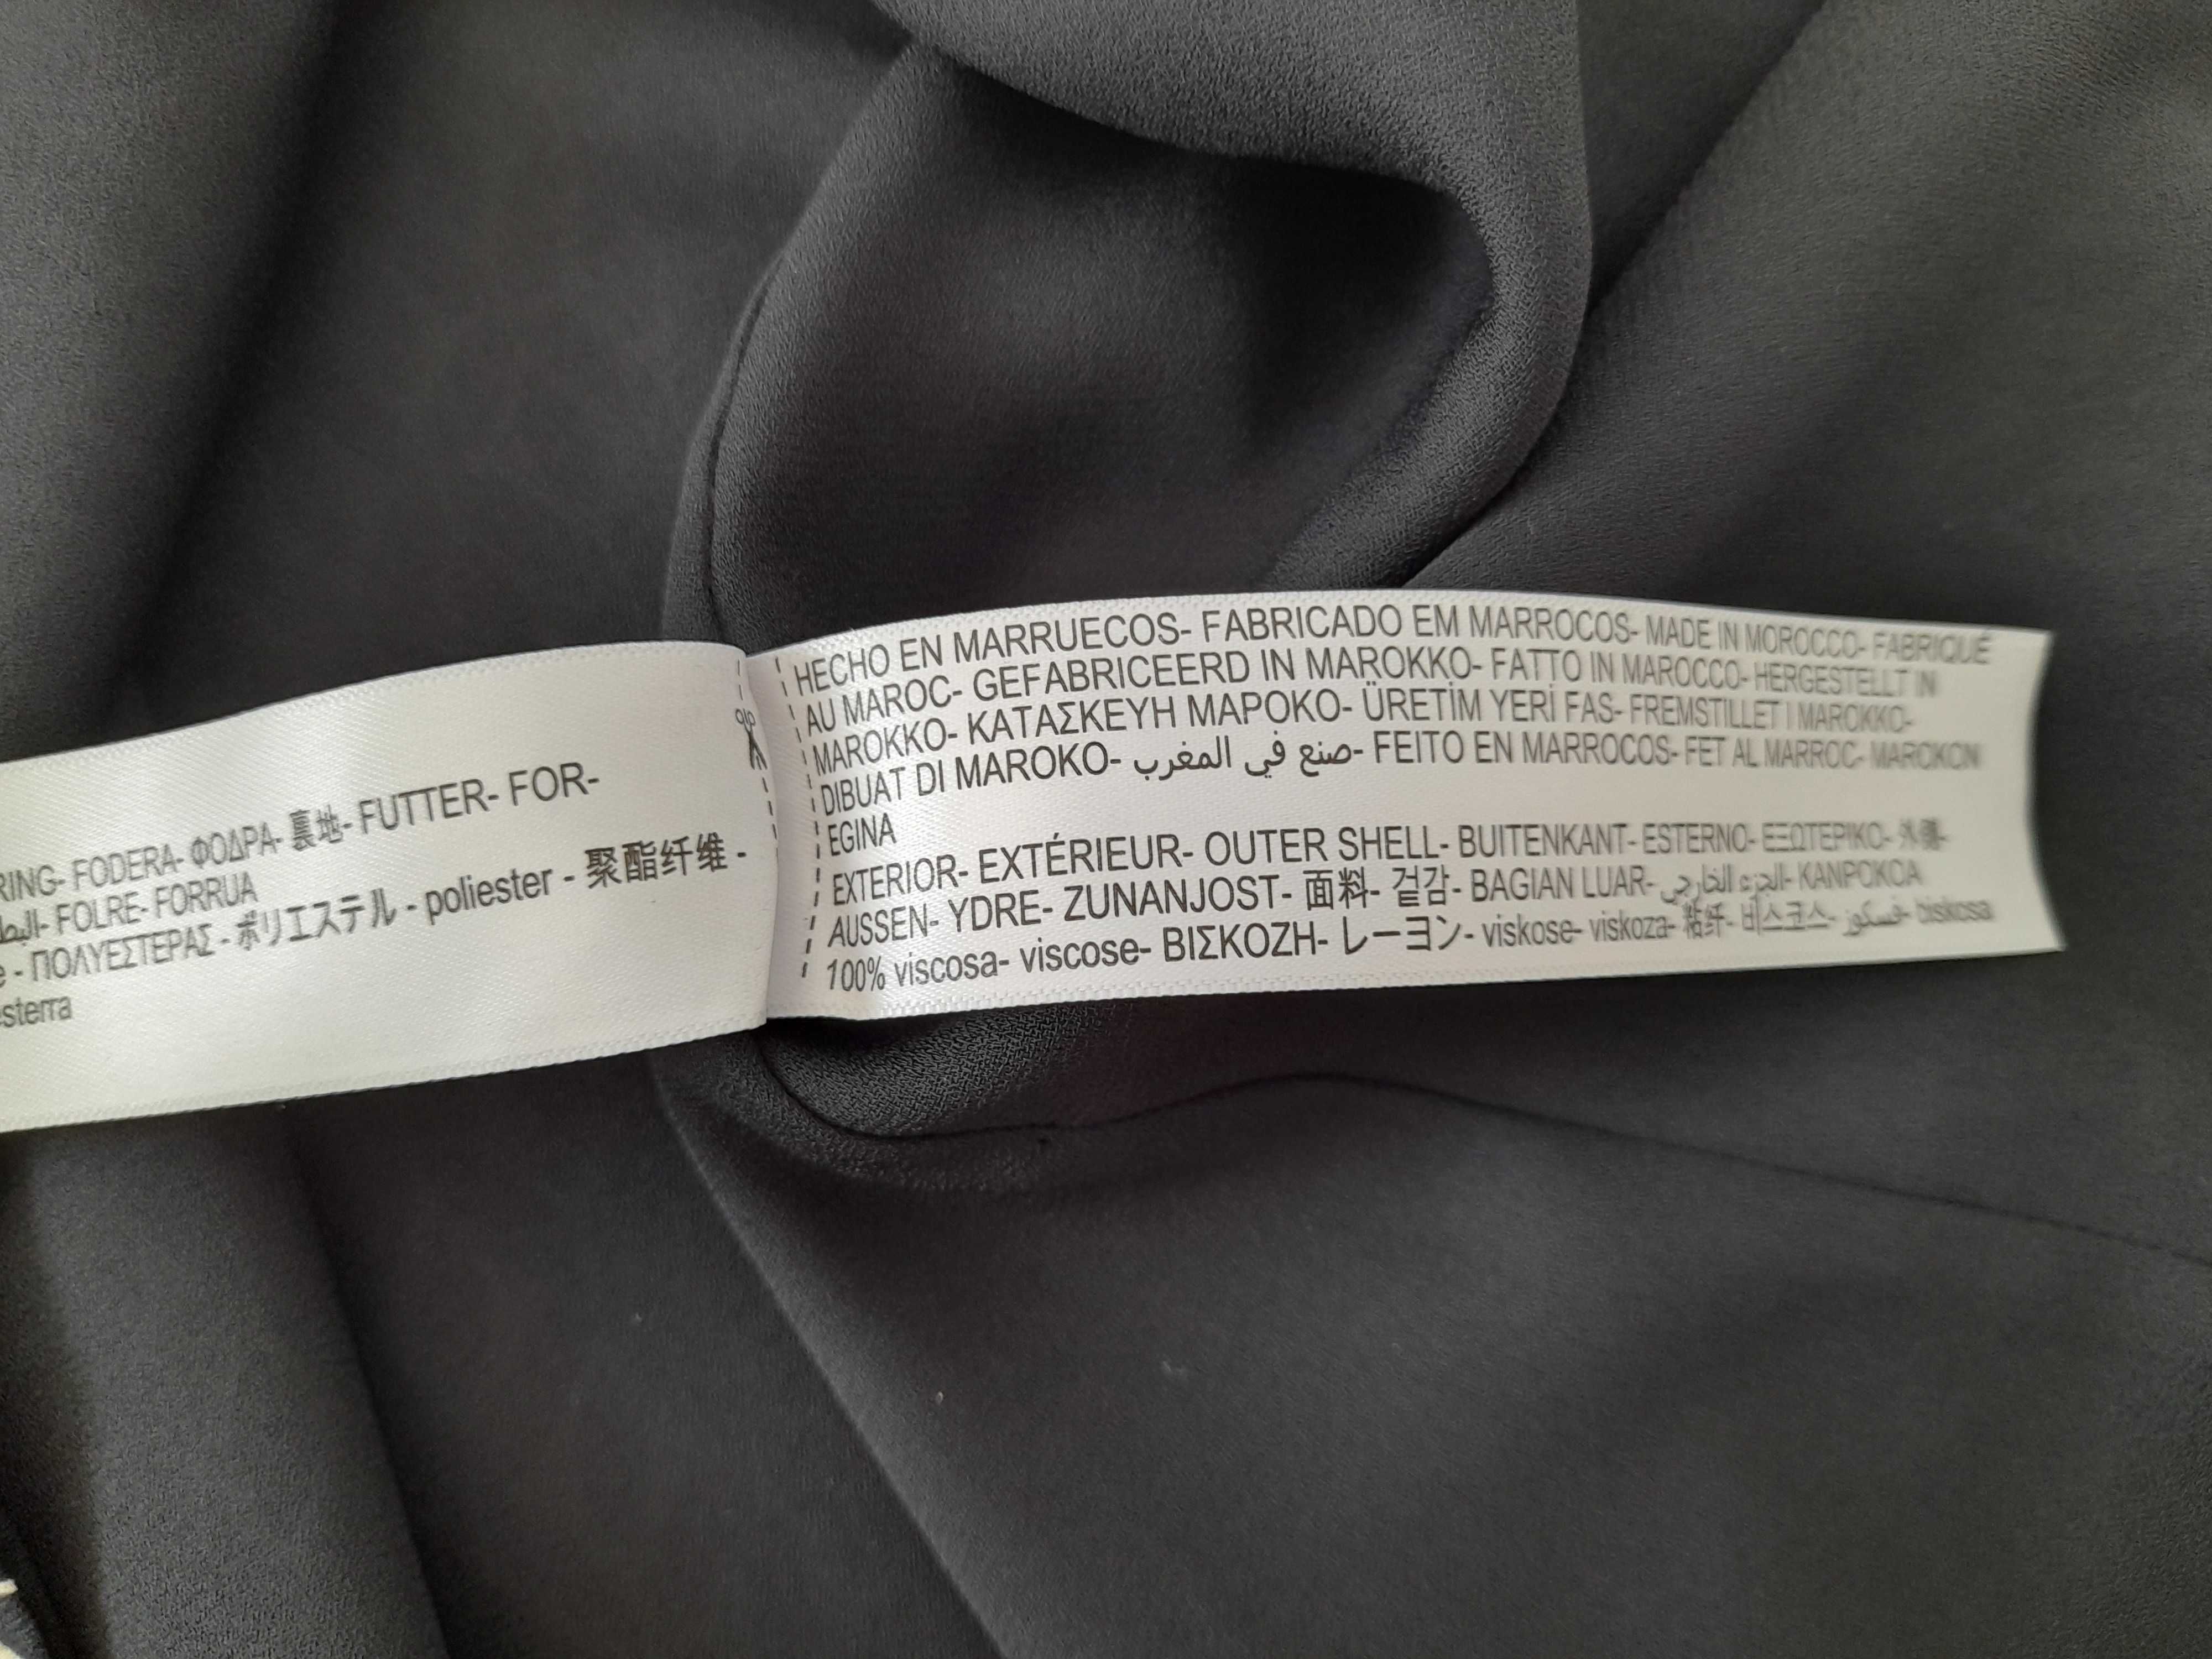 RING- FODERA- ΦΟΔΡΑ- 裏地- FUTTER- FOR-
FOLRE- FORRUA
- ΠΟΛΥΕΣΤΕΡΑΣ - ポリエステル - poliester - 聚酯纤维 -
esterra
HECHO EN MARRUECOS- FABRICADO EM MARROCOS- MADE IN MOROCCO- FABRIQUÉ
AU MAROC- GEFABRICEERD IN MAROKKO- FATTO IN MAROCCO- HERGESTELLT IN
MAROKKO- ΚΑΤΑΣΚΕΥΗ ΜΑΡΟΚΟ- ÜRETİM YERİ FAS- FREMSTILLET I MAROKKO-
DIBUAT DI MAROKO- صنع في المغرب- FEITO EN MARROCOS- FET AL MARROC- MAROKON
EGINA
EXTERIOR- EXTÉRIEUR- OUTER SHELL- BUITENKANT- ESTERNO- ΕΞΩΤΕΡΙΚΟ- 外層-
AUSSEN- YDRE- ZUNANJOST- 面料- 겉감- BAGIAN LUAR- الجزء الخارجي- KANPOKOA
100% viscosa- viscose- ΒΙΣΚΟΖΗ- レーヨン- viskose- viskoza- 粘纤- 비스코스- فسكوز- biskosa